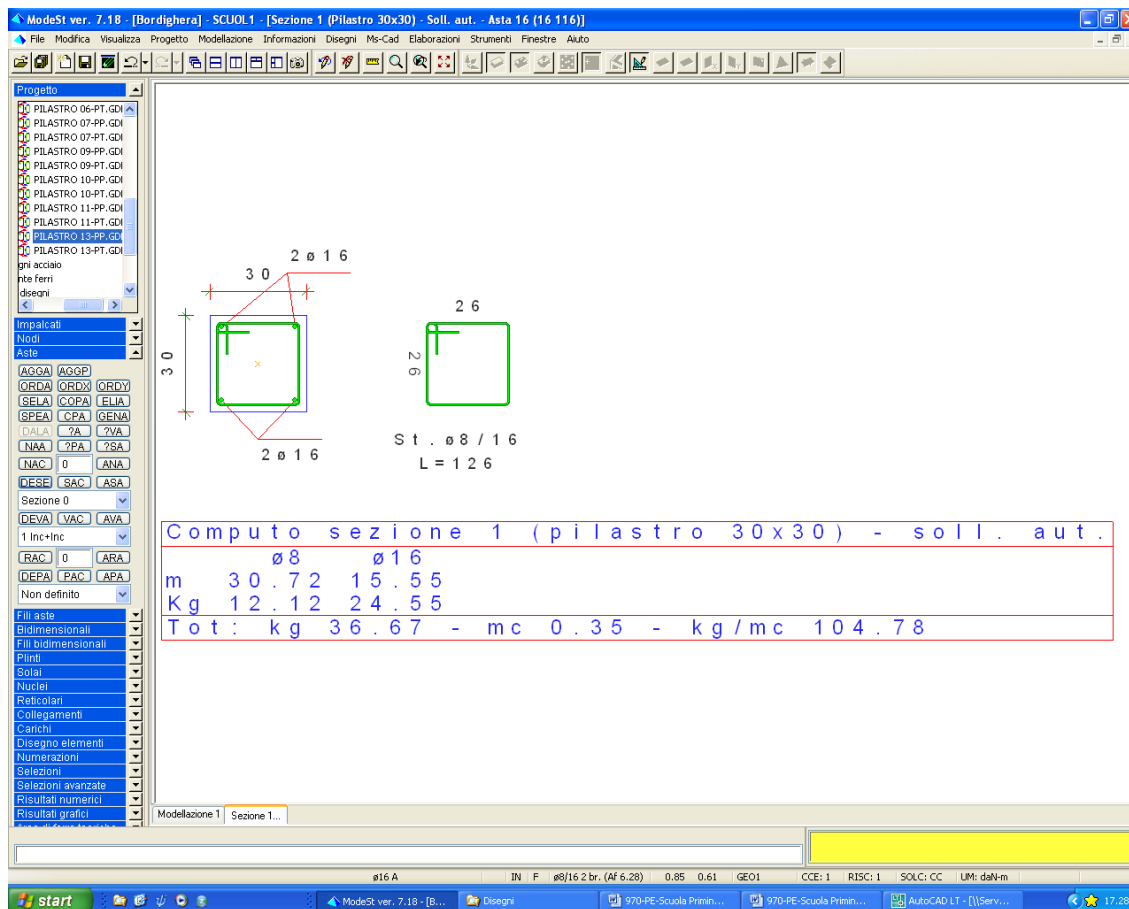 ModeSt ver. 7.18 - [Bordighera] - SCUOL1 - [Sezione 1 (Pilastro 30x30) - Soll. aut. - Asta 16 (16 116)]
File Modifica Visualizza Progetto Modellazione Informazioni Disegni Ms-Cad Elaborazioni Strumenti Finestre Aiuto
Progetto
PILASTRO 06-PT.GDI
PILASTRO 07-PP.GDI
PILASTRO 07-PT.GDI
PILASTRO 09-PP.GDI
PILASTRO 09-PT.GDI
PILASTRO 10-PP.GDI
PILASTRO 10-PT.GDI
PILASTRO 11-PP.GDI
PILASTRO 11-PT.GDI
PILASTRO 13-PP.GDI
PILASTRO 13-PT.GDI
gni acciaio
nte ferri
disegni
Impalcati
Nodi
Aste
AGGA AGGP
ORDA ORDX ORDY
SELA COPA ELIA
SPEA CPA GENA
DALA ?A ?VA
NAA ?PA ?SA
NAC 0 ANA
DESE SAC ASA
Sezione 0
DEVA VAC AVA
1 Inc+Inc
RAC 0 ARA
DEPA PAC APA
Non definito
Fili aste
Bidimensionali
Fili bidimensionali
Plinti
Solai
Nuclei
Reticolari
Collegamenti
Carichi
Disegno elementi
Numerazioni
Selezioni
Selezioni avanzate
Risultati numerici
Risultati grafici
2ø16
30
30
2ø16
26
26
St. ø8/16
L=126
Computo sezione 1 (pilastro 30x30) - soll. aut.
ø8 ø16
m 30.72 15.55
Kg 12.12 24.55
Tot: kg 36.67 - mc 0.35 - kg/mc 104.78
Modellazione 1 Sezione 1...
ø16 A IN F ø8/16 2 br. (Af 6.28) 0.85 0.61 GEO1 CCE: 1 RISC: 1 SOLC: CC UM: daN-m
start ModeSt ver. 7.18 - [B... Disegni 970-PE-Scuola Primin... 970-PE-Scuola Primin... AutoCAD LT - [\\Serv... 17.28